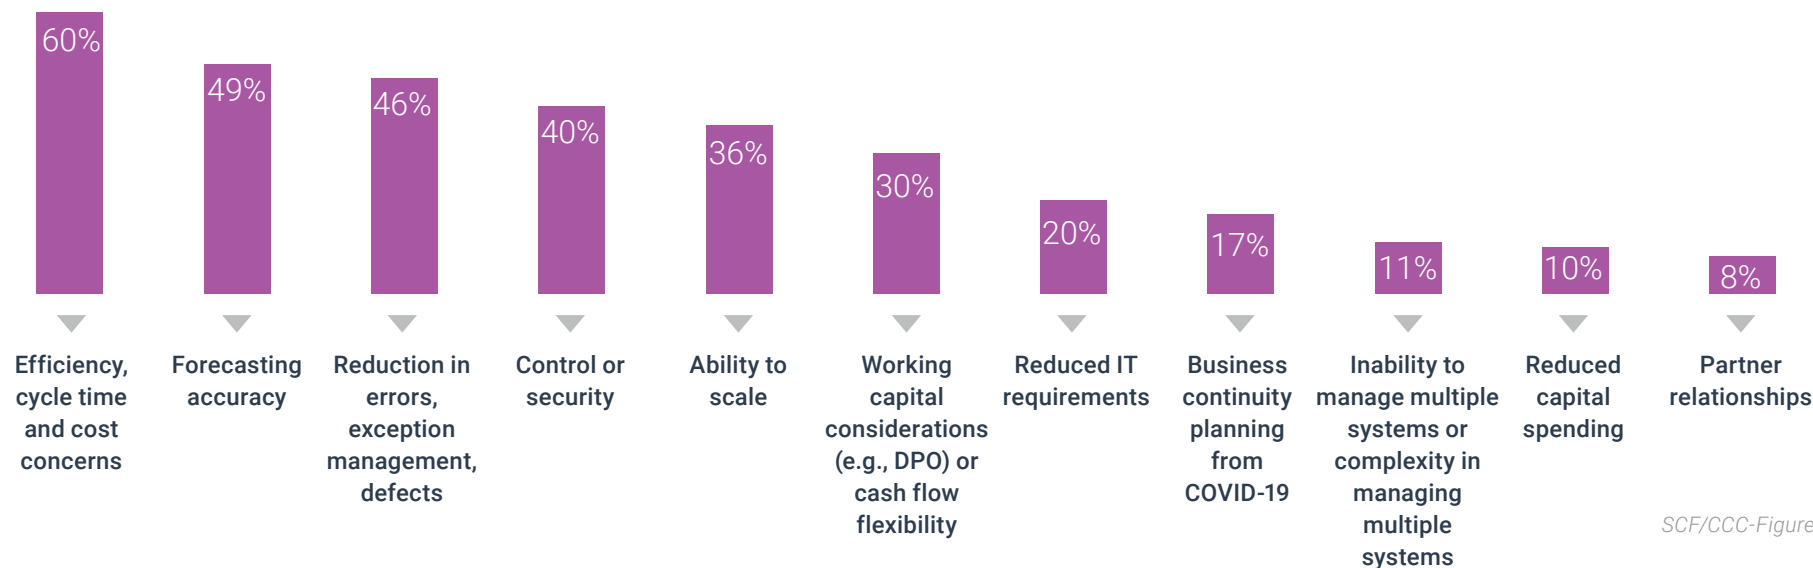 60%
49%
46%
40%
36%
30%
20%
17%
11%
10%
8%
Efficiency,
cycle time
and cost
concerns
Forecasting
accuracy
Reduction in
errors,
exception
management,
defects
Control or
security
Ability to
scale
Working
capital
considerations
(e.g., DPO) or
cash flow
flexibility
Reduced IT
requirements
Business
continuity
planning
from
COVID-19
Inability to
manage multiple
systems or
complexity in
managing
multiple
systems
Reduced
capital
spending
Partner
relationships
SCF/CCC-Figure